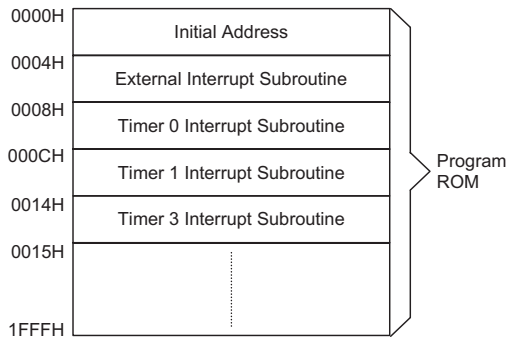 0000H
Initial Address
0004H
External Interrupt Subroutine
0008H
Timer 0 Interrupt Subroutine
000CH
Timer 1 Interrupt Subroutine
0014H
Timer 3 Interrupt Subroutine
0015H
1FFFH
Program
ROM